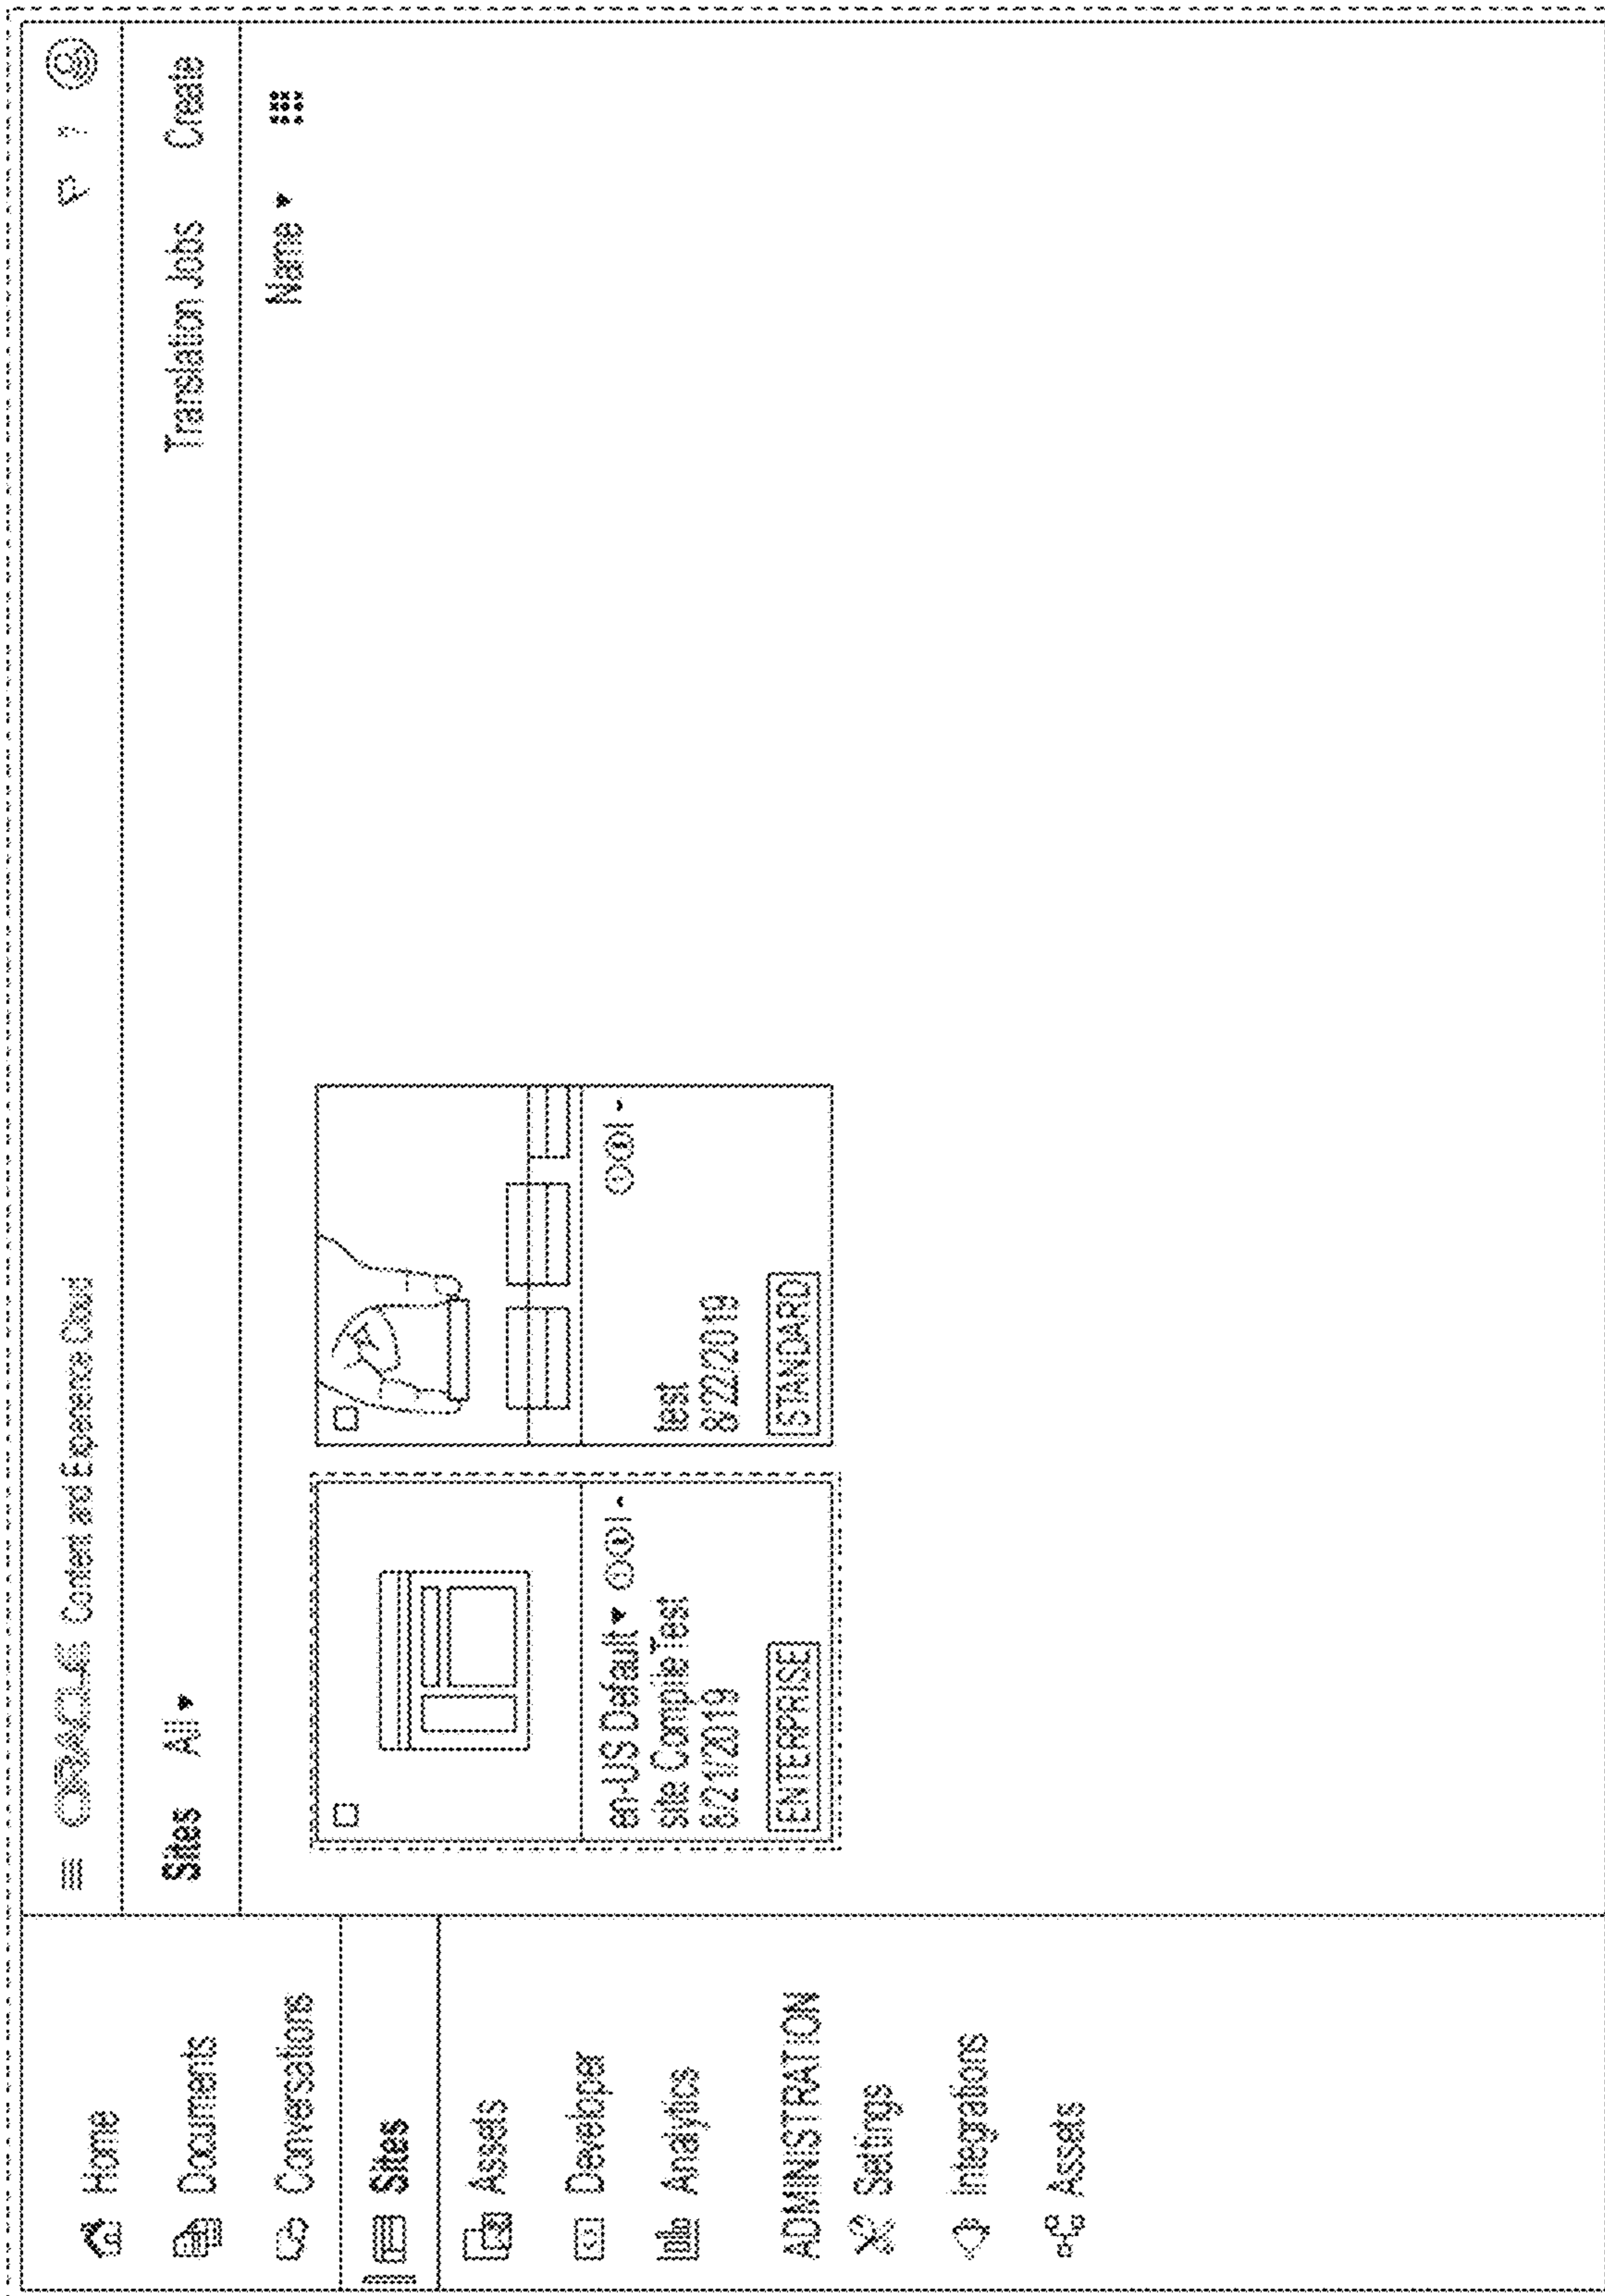 ORACLE Content and Experience Cloud ?
Sites All Translation Jobs Create
Name
Home
Documents
Conversations
Sites
Assets
Developer
Analytics
ADMINISTRATION
Settings
Integrations
Assets
en-US Default
site Compile Test
8/21/2019
ENTERPRISE
test
8/22/2019
STANDARD